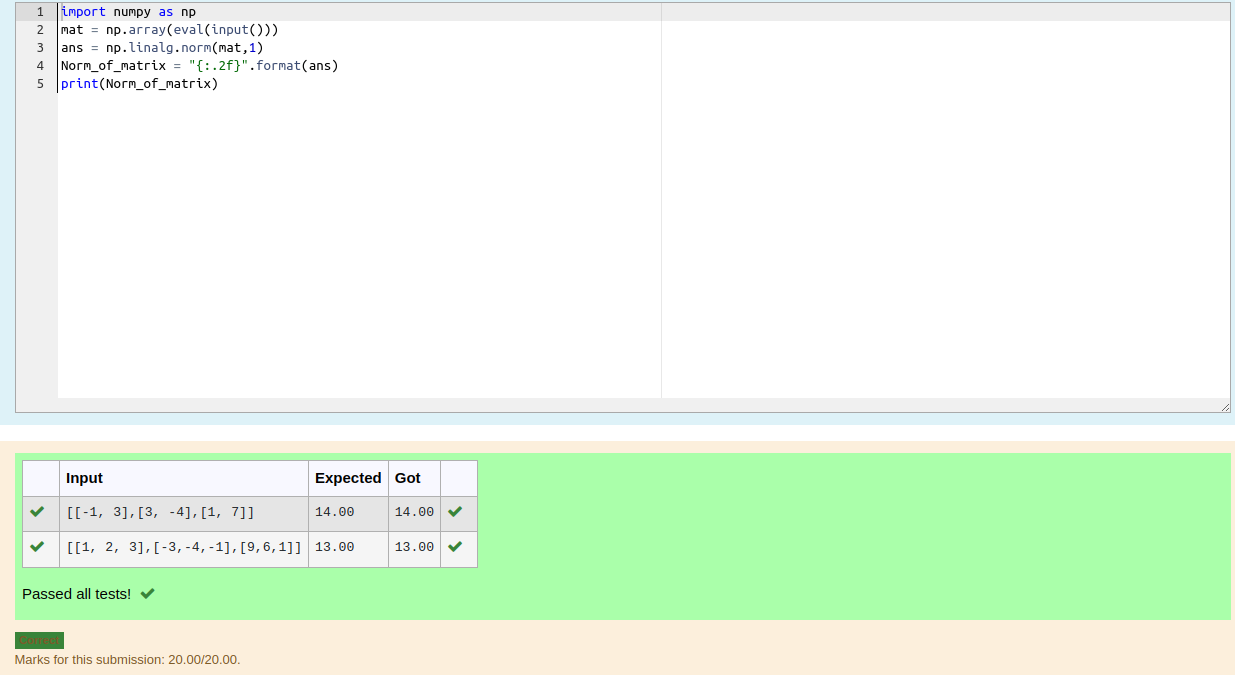 1 import numpy as np
2 mat = np.array(eval(input()))
3 ans = np.linalg.norm(mat,1)
4 Norm_of_matrix = "{:.2f}".format(ans)
5 print(Norm_of_matrix)
Input Expected Got
[[-1, 3],[3, -4],[1, 7]] 14.00 14.00
[[1, 2, 3],[-3,-4,-1],[9,6,1]] 13.00 13.00
Passed all tests!
Correct
Marks for this submission: 20.00/20.00.